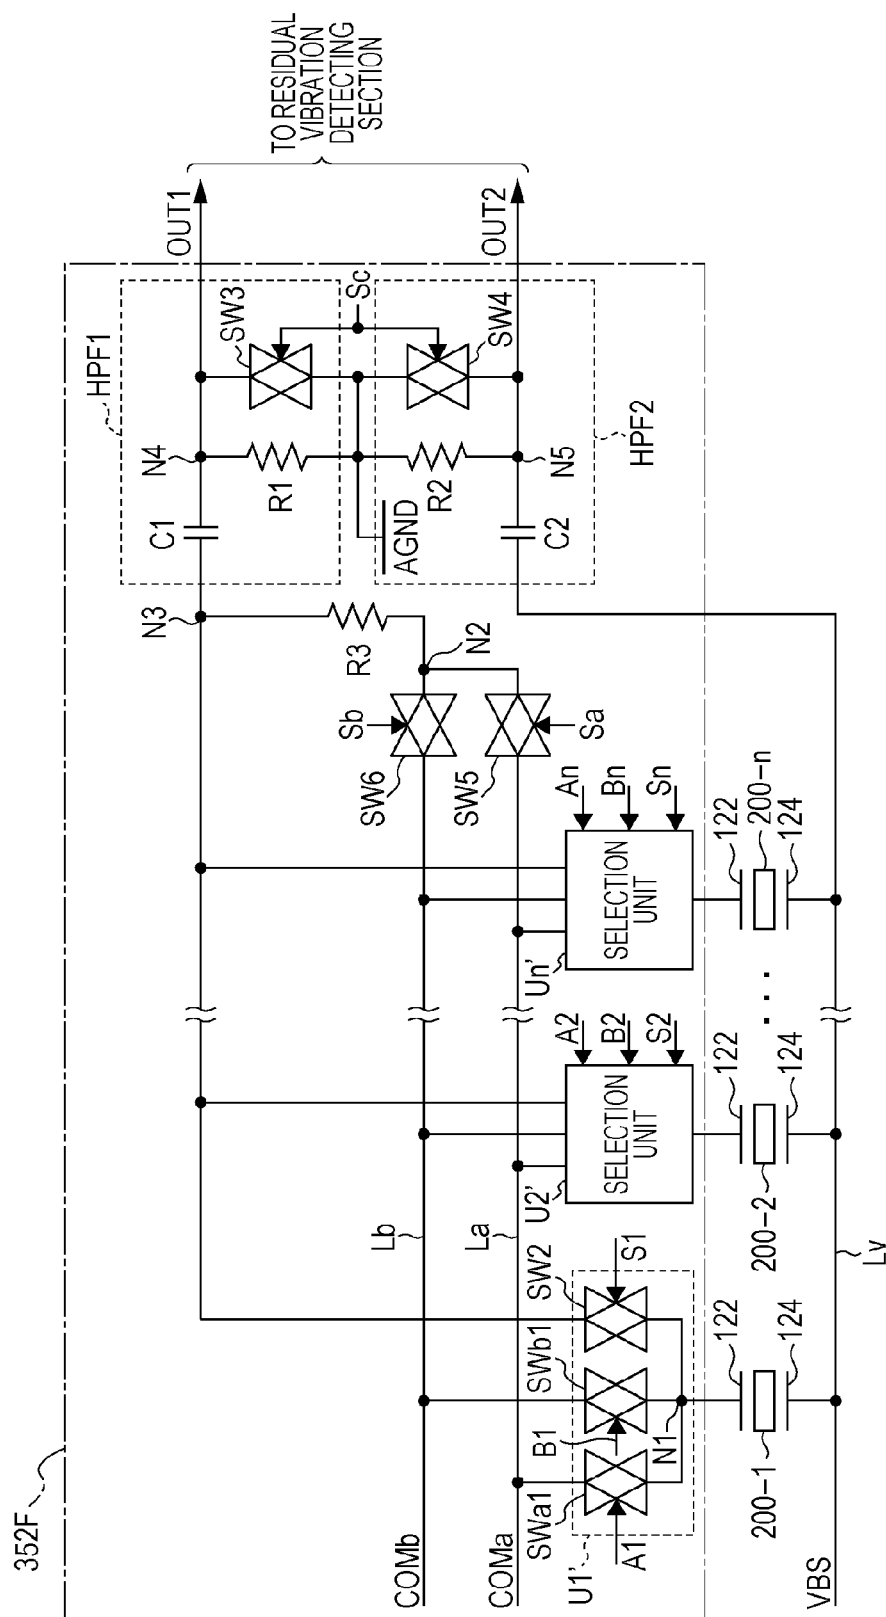 352F
TO RESIDUAL
VIBRATION
DETECTING
SECTION
OUT1
OUT2
HPF1
SW3
Sc
SW4
HPF2
N4
R1
R2
N5
C1
AGND
C2
N3
R3
N2
Sb
SW6
SW5
Sa
An
Bn
Sn
SELECTION
UNIT
Un'
122
200-n
124
A2
B2
S2
SELECTION
UNIT
U2'
122
200-2
124
...
Lb
La
Lv
SW2
S1
SWb1
B1
SWa1
A1
N1
U1'
122
200-1
124
COMb
COMa
VBS